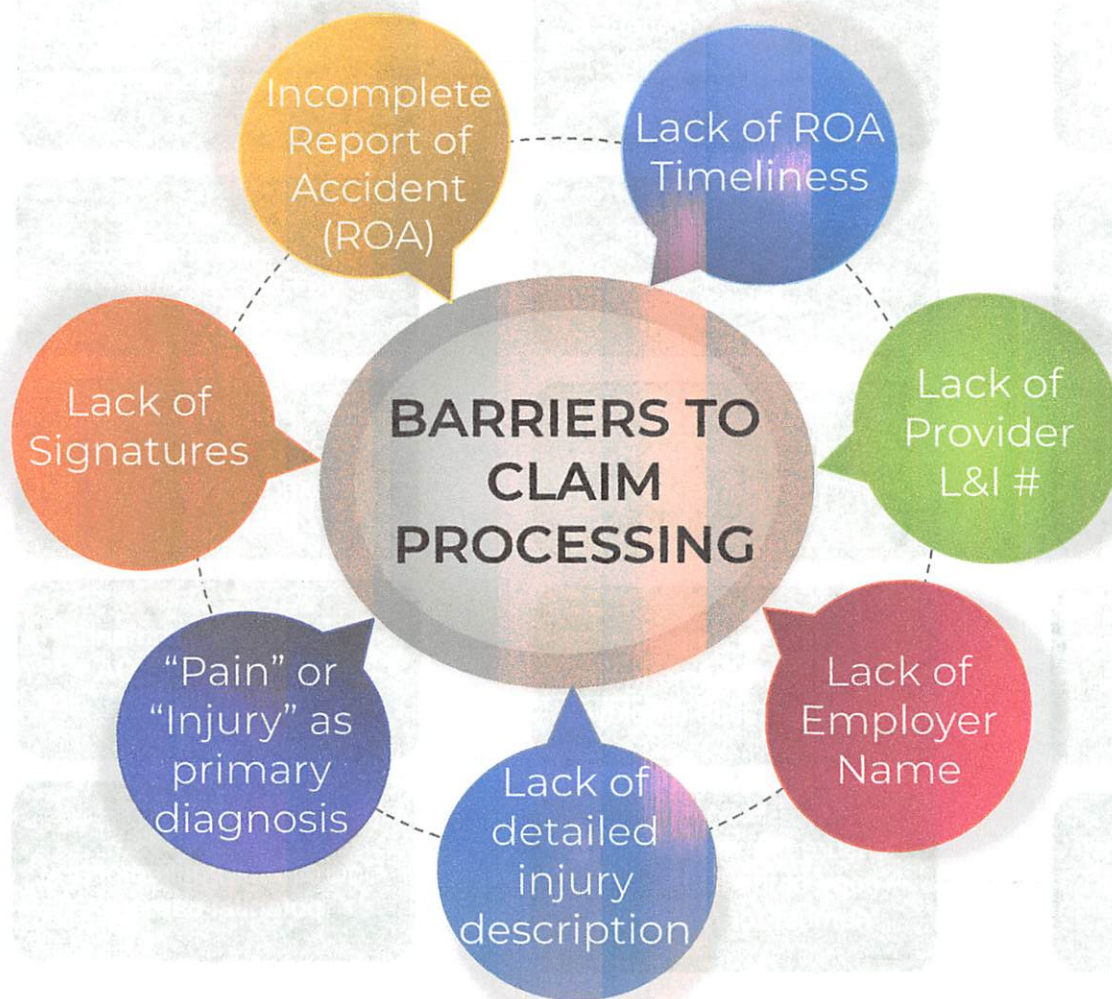 Incomplete
Report of
Accident
(ROA)
Lack of ROA
Timeliness
Lack of
Provider
L&I #
Lack of
Employer
Name
Lack of
detailed
injury
description
“Pain” or
“Injury” as
primary
diagnosis
Lack of
Signatures
BARRIERS TO
CLAIM
PROCESSING